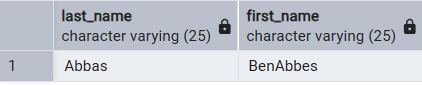 last_name first_name
character varying (25) character varying (25)
1 Abbas BenAbbes